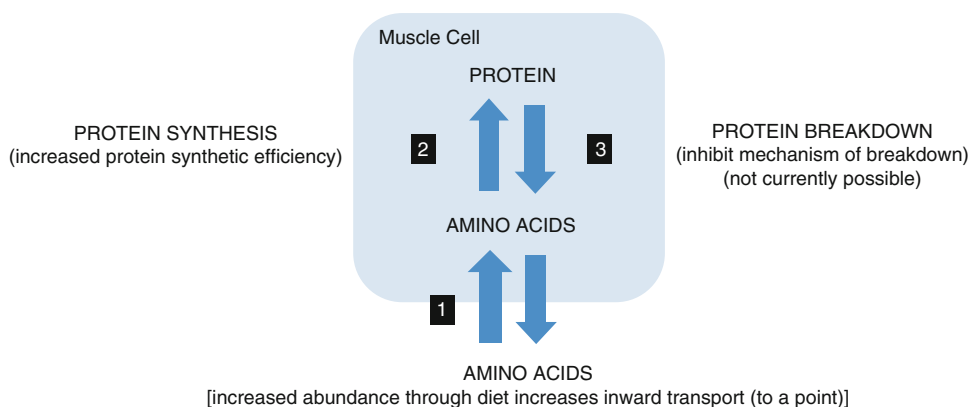 Muscle Cell
PROTEIN
PROTEIN SYNTHESIS
(increased protein synthetic efficiency)
2
3
PROTEIN BREAKDOWN
(inhibit mechanism of breakdown)
(not currently possible)
AMINO ACIDS
1
AMINO ACIDS
[increased abundance through diet increases inward transport (to a point)]